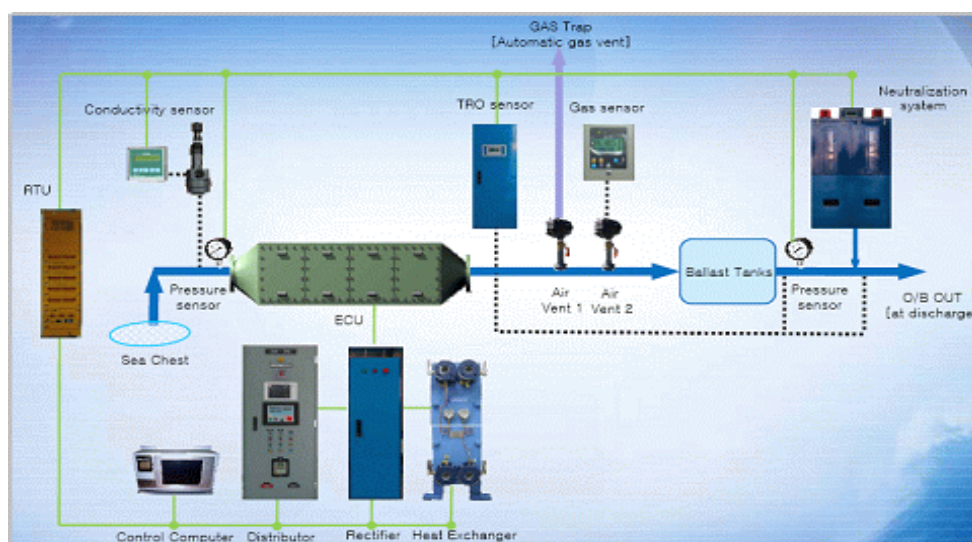 GAS Trap
[Automatic gas vent]
Conductivity sensor
TRO sensor
Gas sensor
Neutralization
system
RTU
Pressure
sensor
ECU
Air
Vent 1
Air
Vent 2
Ballast Tanks
Pressure
sensor
O/B OUT
[at discharge
Sea Chest
Control Computer
Distributor
Rectifier
Heat Exchanger